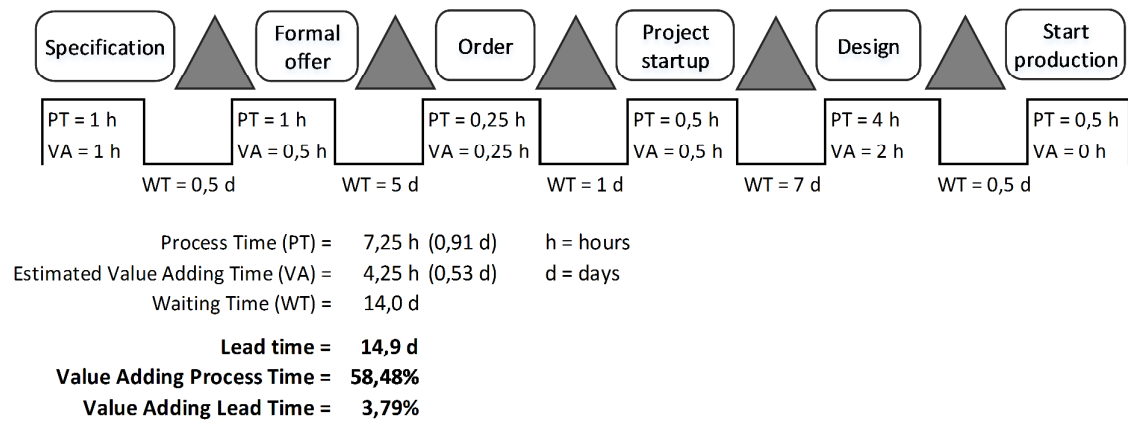 Specification
Formal
offer
Order
Project
startup
Design
Start
production
PT = 1 h
VA = 1 h
PT = 1 h
VA = 0,5 h
PT = 0,25 h
VA = 0,25 h
PT = 0,5 h
VA = 0,5 h
PT = 4 h
VA = 2 h
PT = 0,5 h
VA = 0 h
WT = 0,5 d
WT = 5 d
WT = 1 d
WT = 7 d
WT = 0,5 d
Process Time (PT) = 7,25 h (0,91 d) h = hours
Estimated Value Adding Time (VA) = 4,25 h (0,53 d) d = days
Waiting Time (WT) = 14,0 d
Lead time = 14,9 d
Value Adding Process Time = 58,48%
Value Adding Lead Time = 3,79%